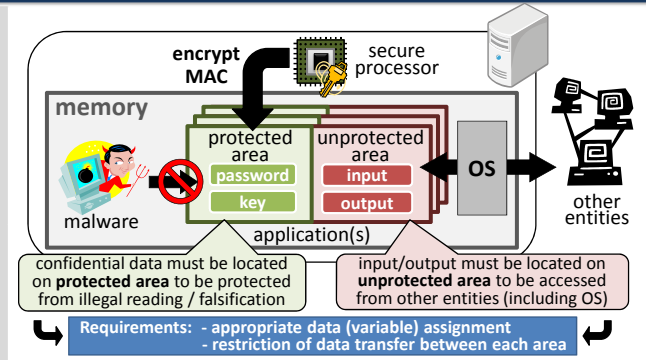 encrypt
MAC
secure
processor
memory
protected
area
unprotected
area
password
key
input
output
OS
malware
other
entities
application(s)
confidential data must be located
on protected area to be protected
from illegal reading / falsification
input/output must be located on
unprotected area to be accessed
from other entities (including OS)
Requirements: - appropriate data (variable) assignment
- restriction of data transfer between each area